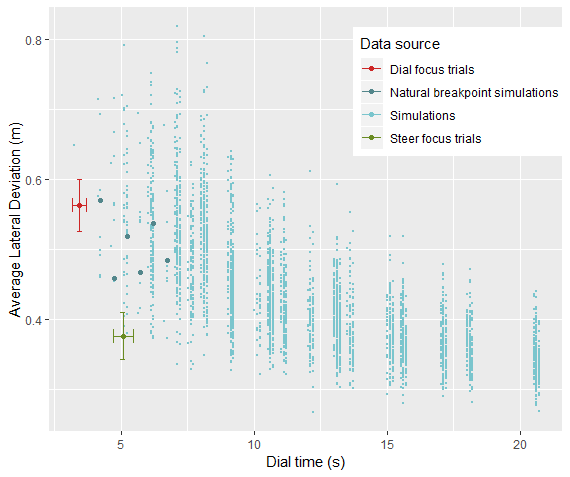 Data source
Dial focus trials
Natural breakpoint simulations
Simulations
Steer focus trials
Average Lateral Deviation (m)
0.8
0.6
0.4
5 10 15 20
Dial time (s)